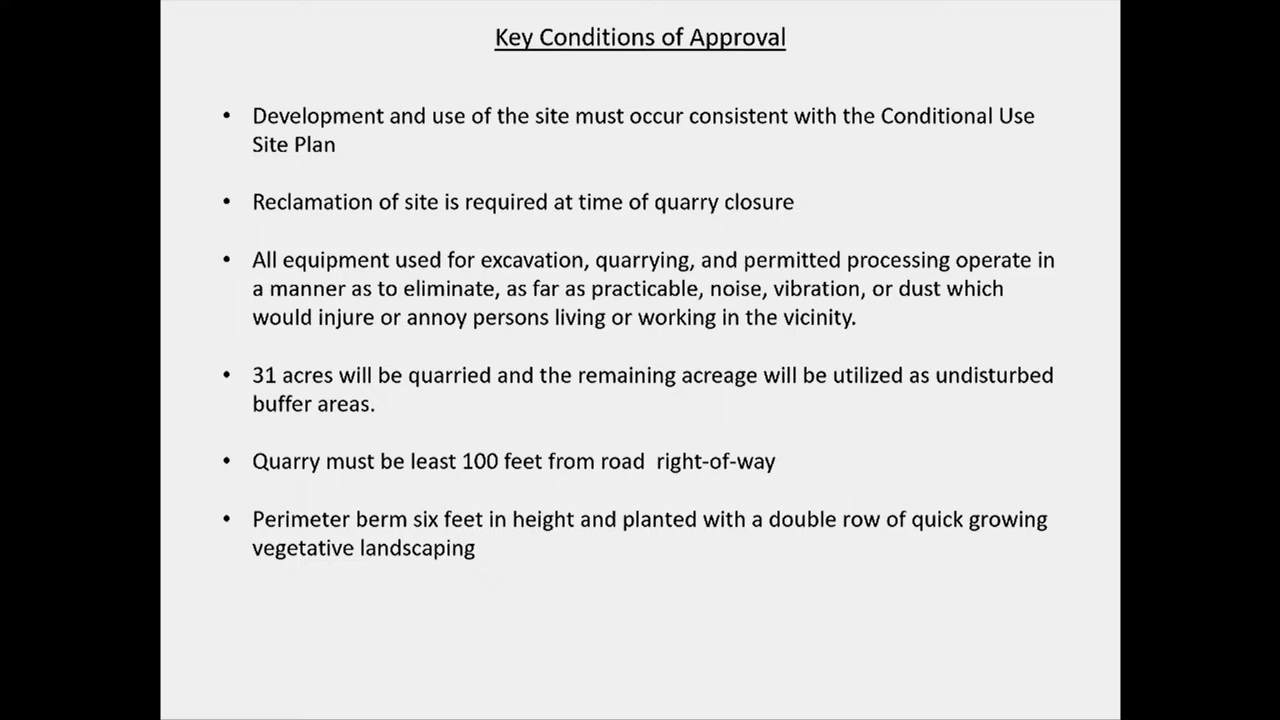 Key Conditions of Approval
• Development and use of the site must occur consistent with the Conditional Use
Site Plan
• Reclamation of site is required at time of quarry closure
• All equipment used for excavation, quarrying, and permitted processing operate in
a manner as to eliminate, as far as practicable, noise, vibration, or dust which
would injure or annoy persons living or working in the vicinity.
• 31 acres will be quarried and the remaining acreage will be utilized as undisturbed
buffer areas.
• Quarry must be least 100 feet from road  right-of-way
• Perimeter berm six feet in height and planted with a double row of quick growing
vegetative landscaping